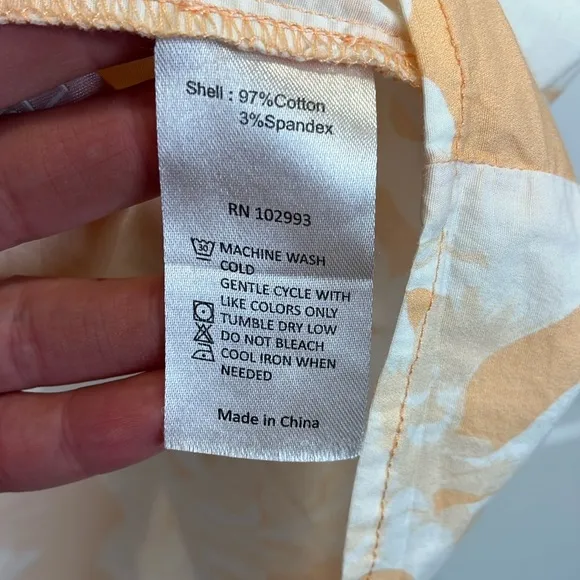 Shell : 97%Cotton
3%Spandex
RN 102993
30
MACHINE WASH
COLD
GENTLE CYCLE WITH
LIKE COLORS ONLY
TUMBLE DRY LOW
DO NOT BLEACH
COOL IRON WHEN
NEEDED
Made in China